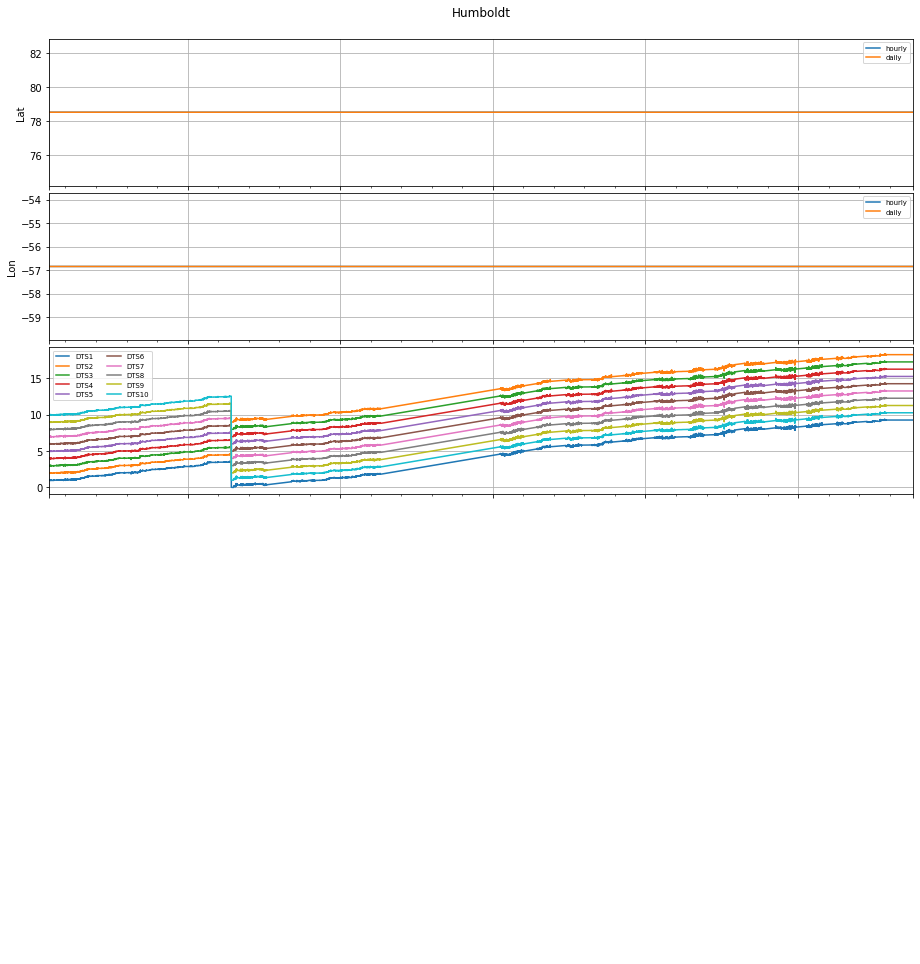 Humboldt
82
80
78
76
Lat
hourly
daily
−54
−55
−56
−57
−58
−59
Lon
hourly
daily
15
10
5
0
DTS1 DTS6
DTS2 DTS7
DTS3 DTS8
DTS4 DTS9
DTS5 DTS10